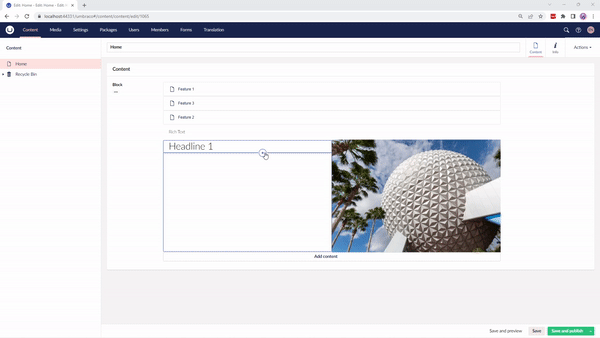 Edit: Home - Edit: Home - Edit
localhost:44331/umbraco#/content/content/edit/1065
Content Media Settings Packages Users Members Forms Translation
Content
Home
Recycle Bin
Home
Content
Info
Actions
Content
Block
Feature 1
Feature 3
Feature 2
Rich Text
Headline 1
Add content
Save and preview
Save
Save and publish